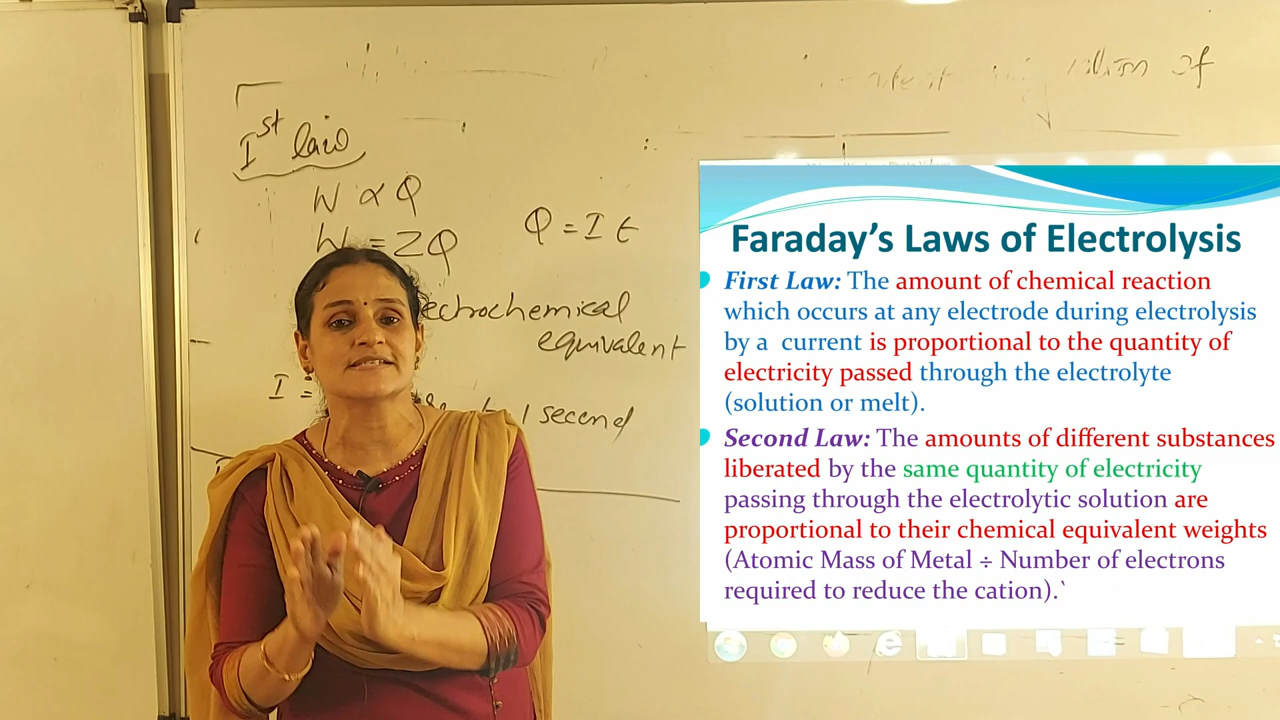 Ist law
W ∝ Q
W = ZQ
Q = I t
electrochemical
equivalent
I =
1 second
of
Faraday's Laws of Electrolysis
First Law: The amount of chemical reaction
which occurs at any electrode during electrolysis
by a current is proportional to the quantity of
electricity passed through the electrolyte
(solution or melt).
Second Law: The amounts of different substances
liberated by the same quantity of electricity
passing through the electrolytic solution are
proportional to their chemical equivalent weights
(Atomic Mass of Metal ÷ Number of electrons
required to reduce the cation).`